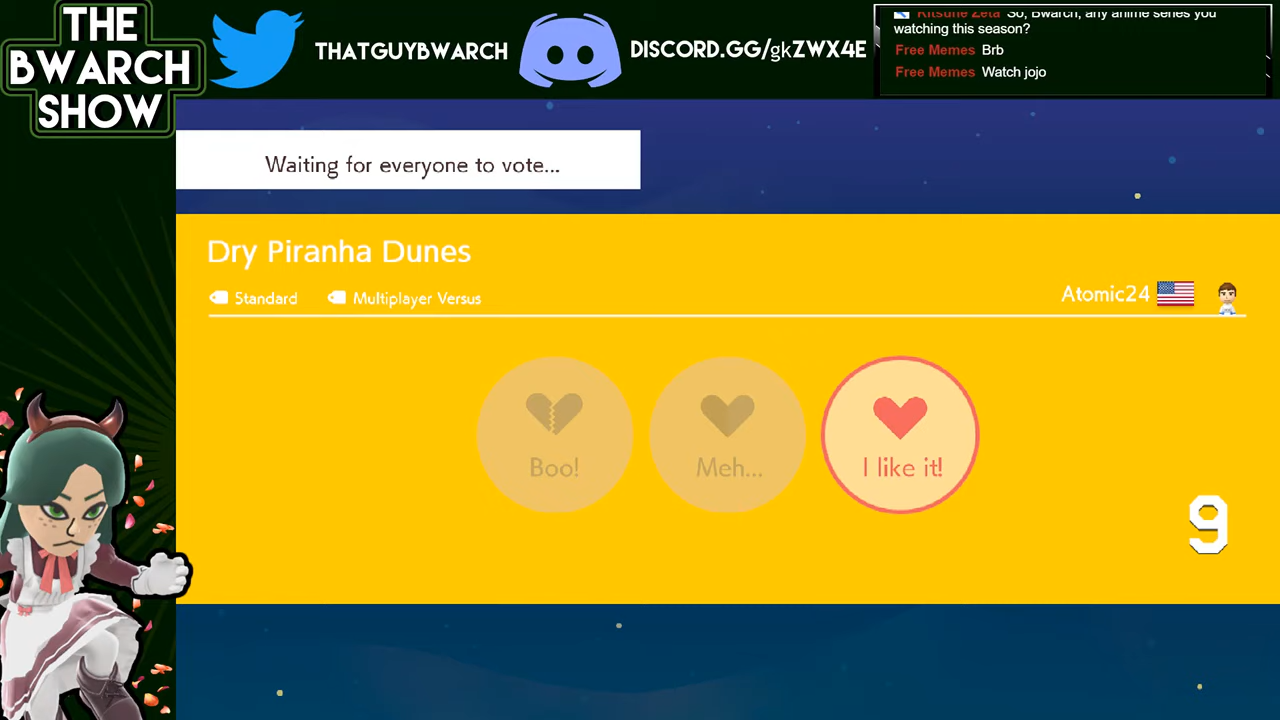 THE
BWARCH
SHOW
THATGUYBWARCH
DISCORD.GG/gkZWX4E
Kitsune Zeta So, Bwarch, any anime series you
watching this season?
Free Memes Brb
Free Memes Watch jojo
Waiting for everyone to vote...
Dry Piranha Dunes
Standard Multiplayer Versus
Atomic24
Boo!
Meh...
I like it!
9